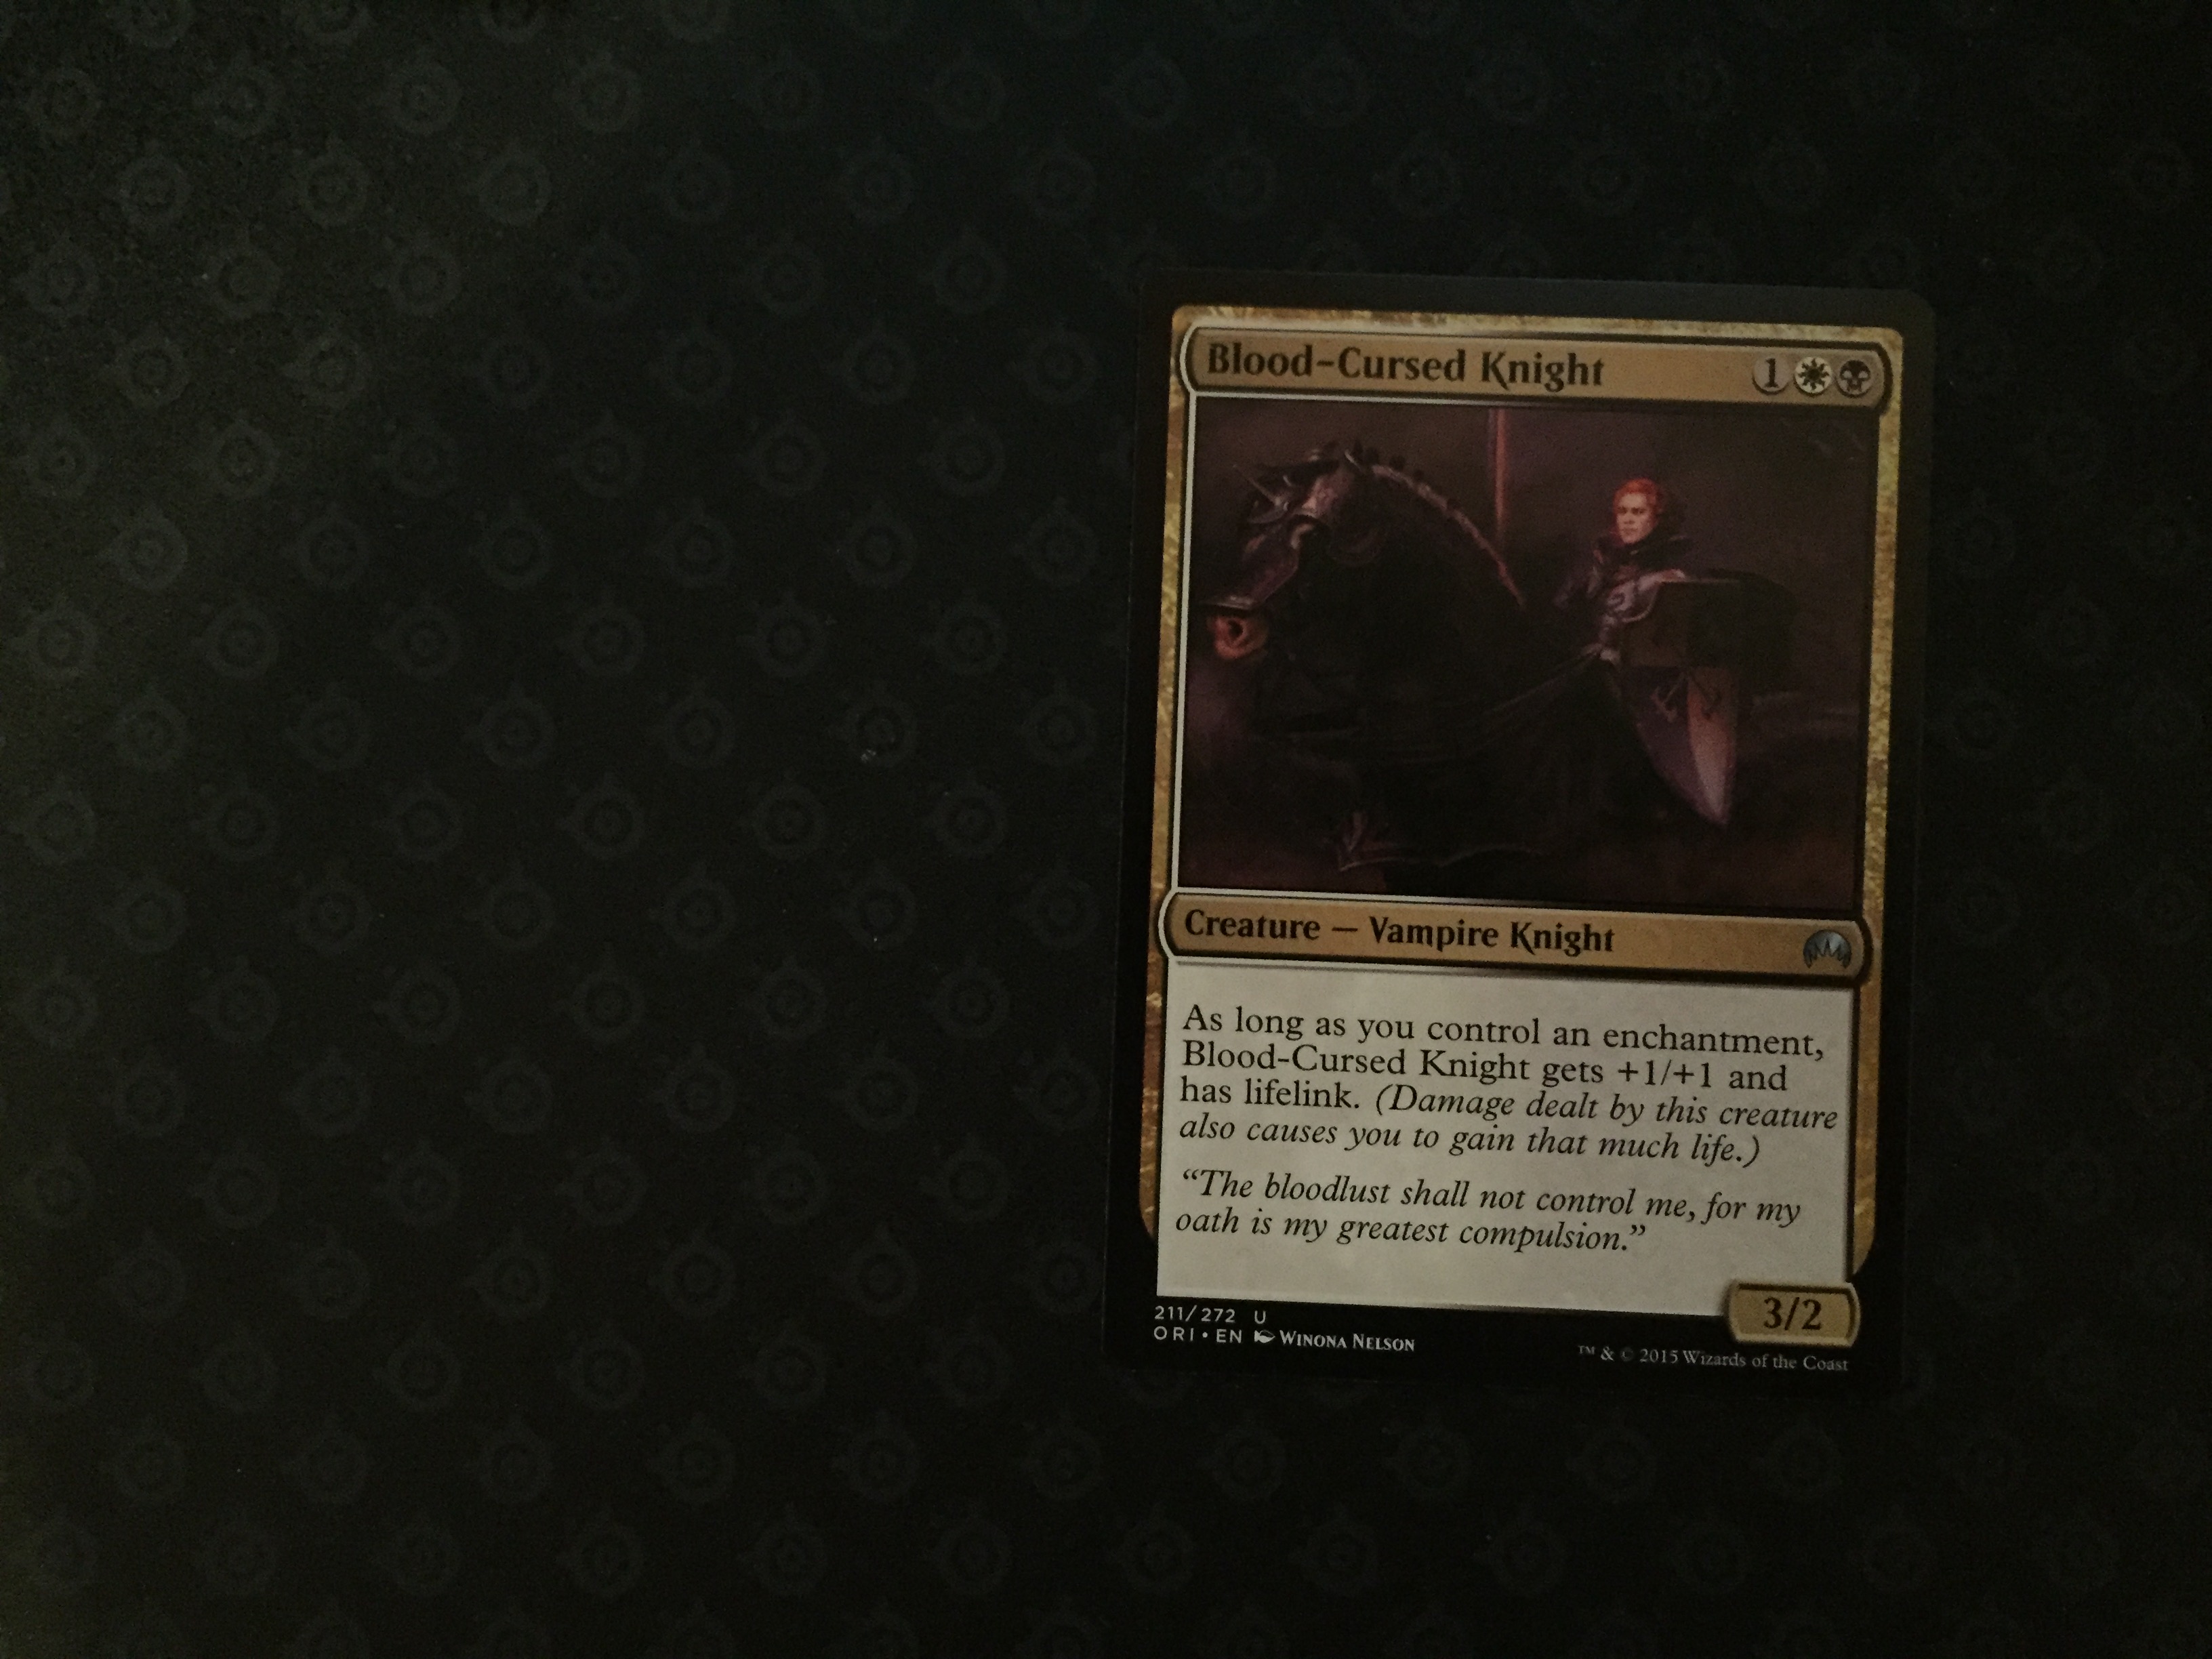 Blood-Cursed Knight 1
Creature — Vampire Knight
As long as you control an enchantment,
Blood-Cursed Knight gets +1/+1 and
has lifelink. (Damage dealt by this creature
also causes you to gain that much life.)
“The bloodlust shall not control me, for my
oath is my greatest compulsion.”
3/2
211/272 U
ORI • EN Winona Nelson
™ & © 2015 Wizards of the Coast